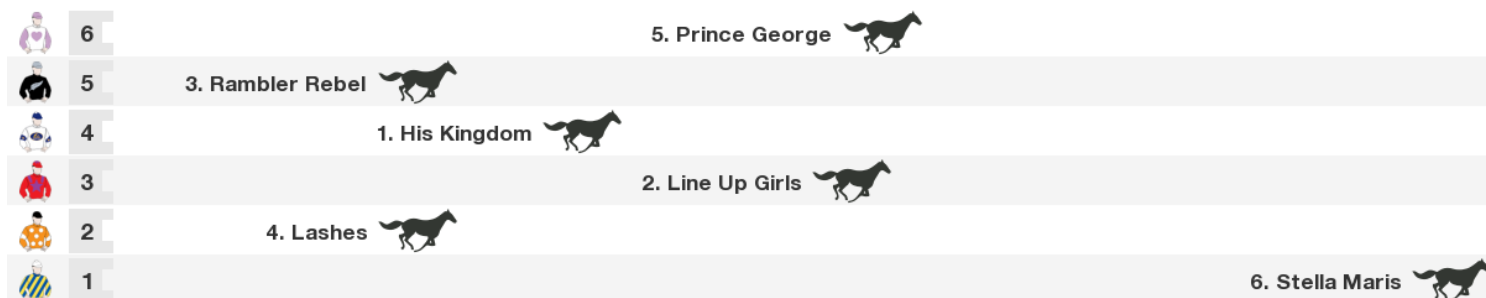 6 5. Prince George
5 3. Rambler Rebel
4 1. His Kingdom
3 2. Line Up Girls
2 4. Lashes
1 6. Stella Maris